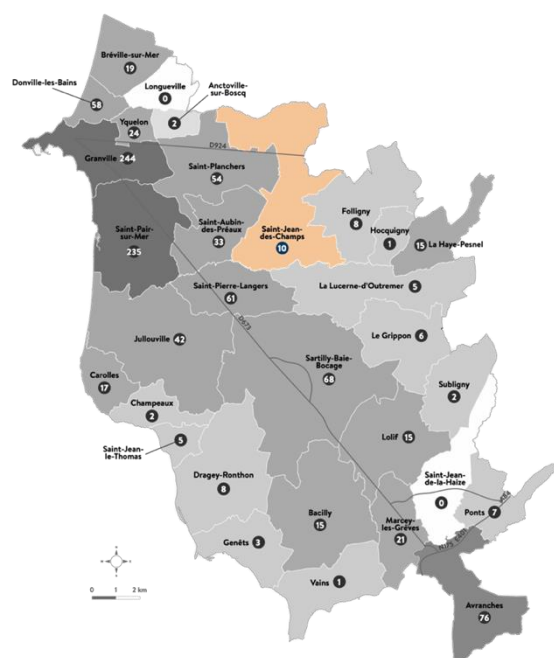 Bréville-sur-Mer
19
Longueville
0
Donville-les-Bains
58
Anctoville-
sur-Boscq
2
Yquelon
24
D924
Granville 244
Saint-Planchers
54
Saint-Pair-
sur-Mer
235
Saint-Aubin-
des-Préaux
33
Saint-Jean-
des-Champs
10
Folligny
8
Hocquigny
1
15 La Haye-Pesnel
Saint-Pierre-Langers
61
La Lucerne-d'Outremer 5
D973
Jullouville 42
Le Grippon
6
Sartilly-Baie-
Bocage
68
Carolles
17
Subligny
2
Champeaux
2
Saint-Jean-
le-Thomas
5
Lolif 15
Dragey-Ronthon
8
Saint-Jean-
de-la-Haize
0
Bacilly
15
Ponts 7
Marcey-
les-Grèves
21
Genêts 3
Vains 1
0 1 2 km
Avranches
76